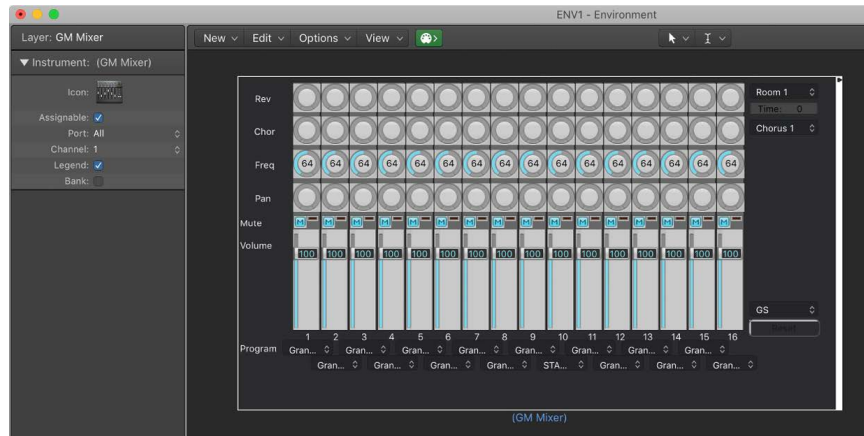 ENV1 - Environment
Layer: GM Mixer
New Edit Options View
Instrument: (GM Mixer)
Icon:
Assignable:
Port: All
Channel: 1
Legend:
Bank:
Rev
Room 1
Time: 0
Chor
Chorus 1
Freq 64 64 64 64 64 64 64 64 64 64 64 64 64 64 64 64
Pan
Mute M M M M M M M M M M M M M M M M
Volume
100 100 100 100 100 100 100 100 100 100 100 100 100 100 100 100
GS
Reset
1 2 3 4 5 6 7 8 9 10 11 12 13 14 15 16
Program Gran... Gran... Gran... Gran... Gran... Gran... Gran... Gran...
Gran... Gran... Gran... Gran... STA... Gran... Gran... Gran...
(GM Mixer)